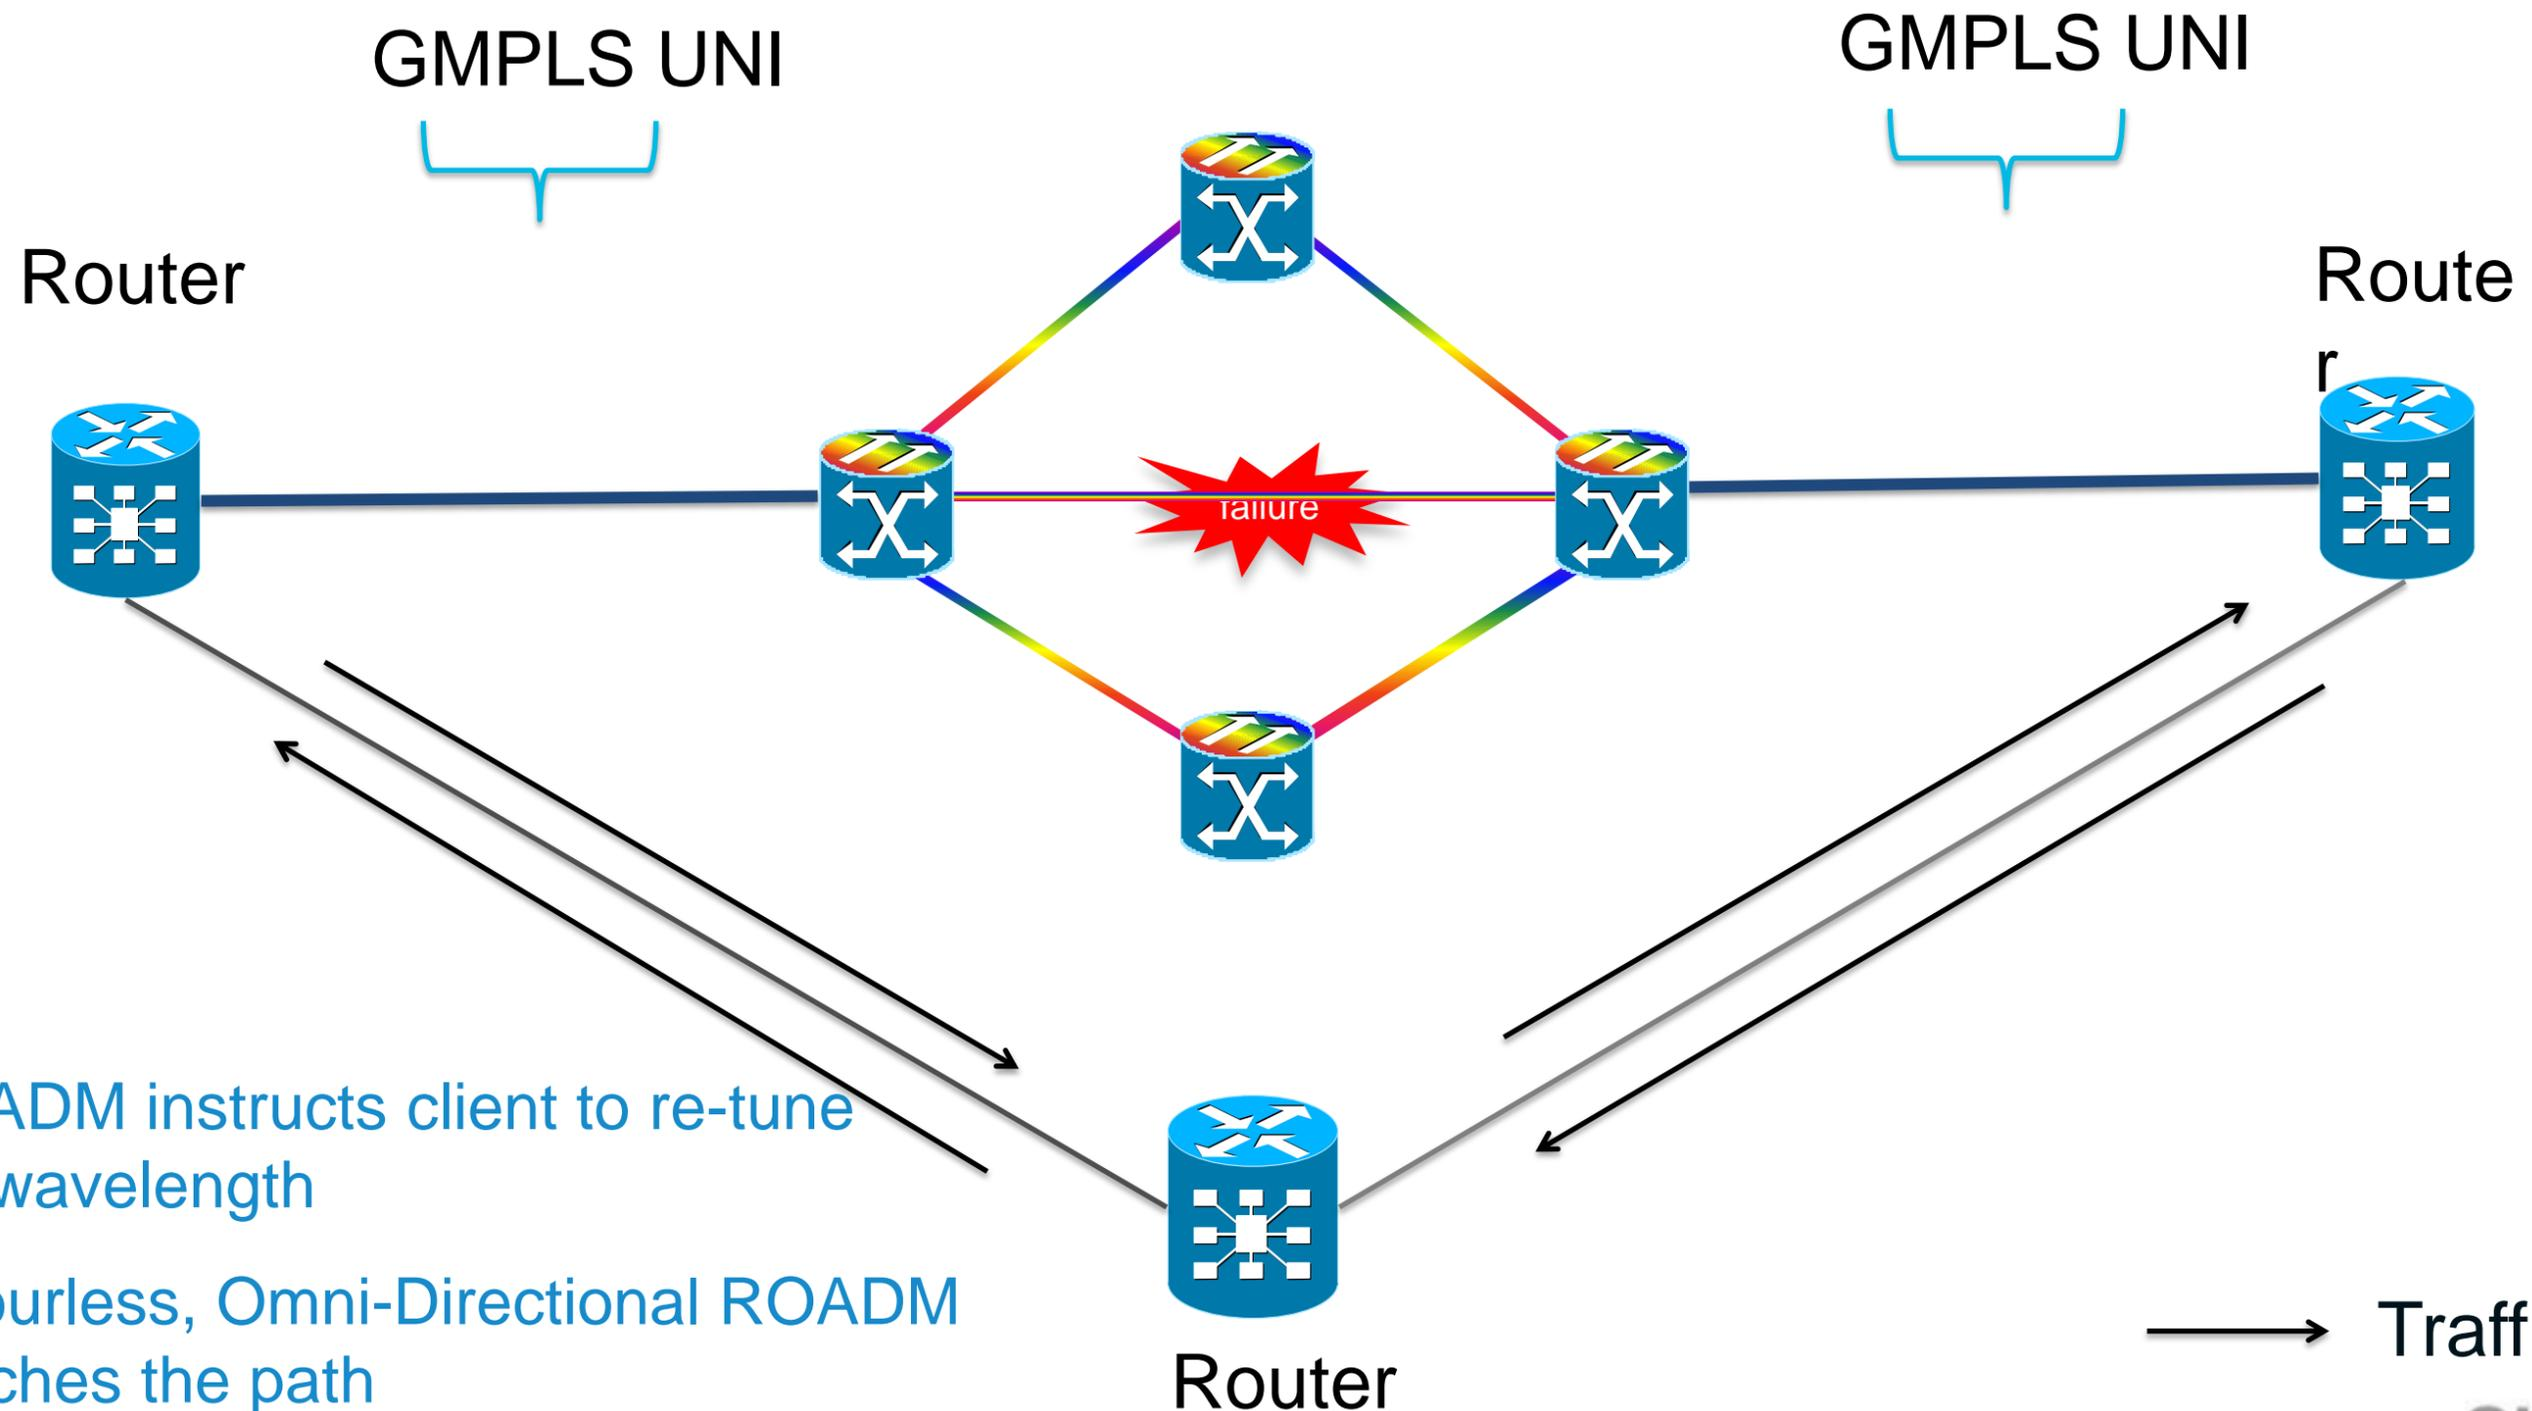 GMPLS UNI
GMPLS UNI
Router
Route
r
failure
ADM instructs client to re-tune
wavelength
ourless, Omni-Directional ROADM
ches the path
Router
Traff